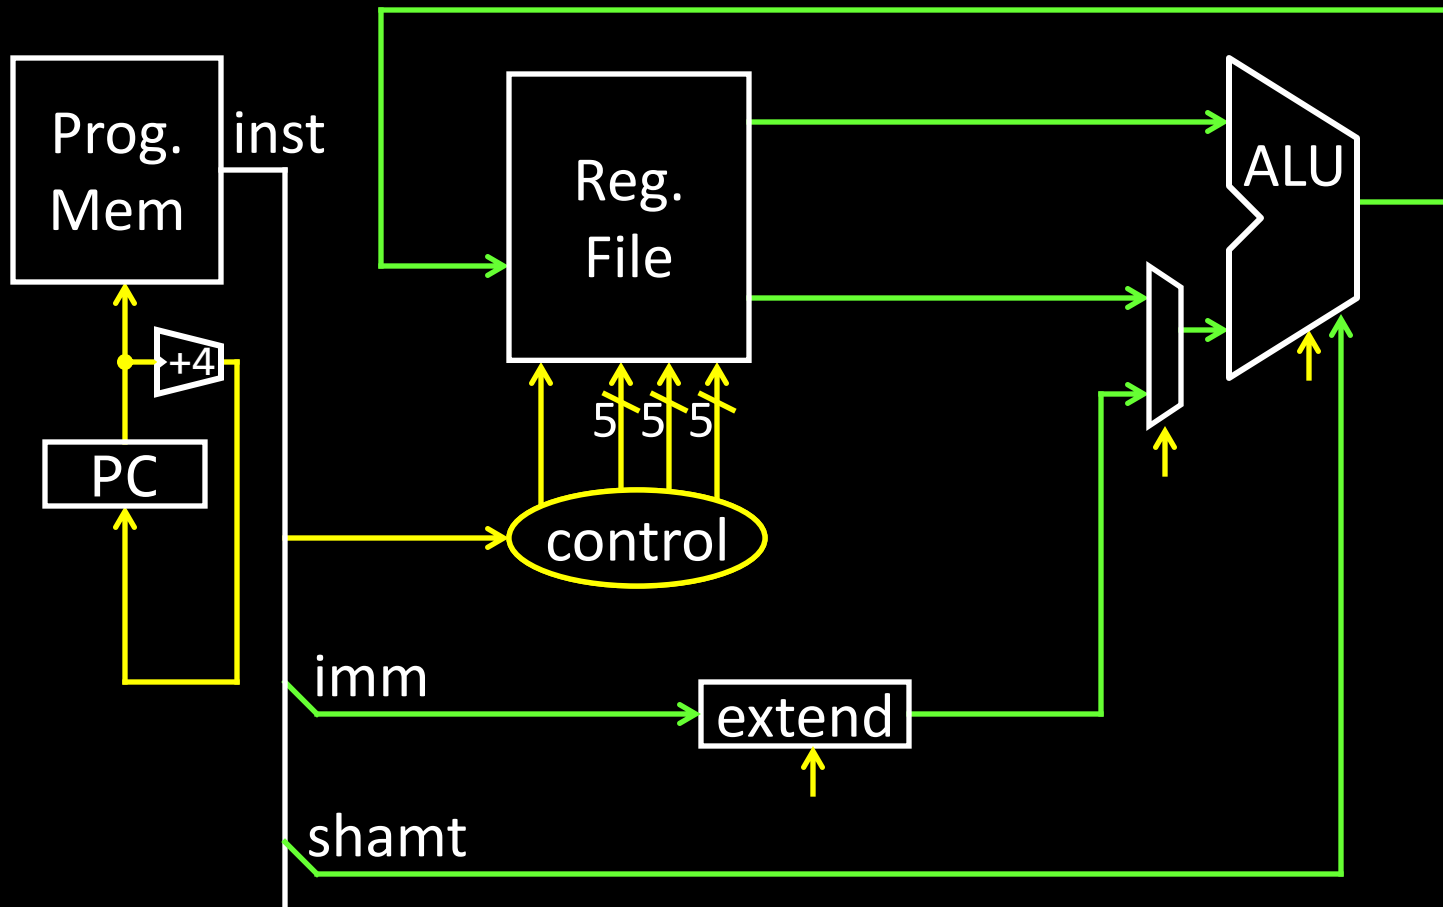 Prog.
Mem
inst
Reg.
File
ALU
+4
5 5 5
PC
control
imm
extend
shamt